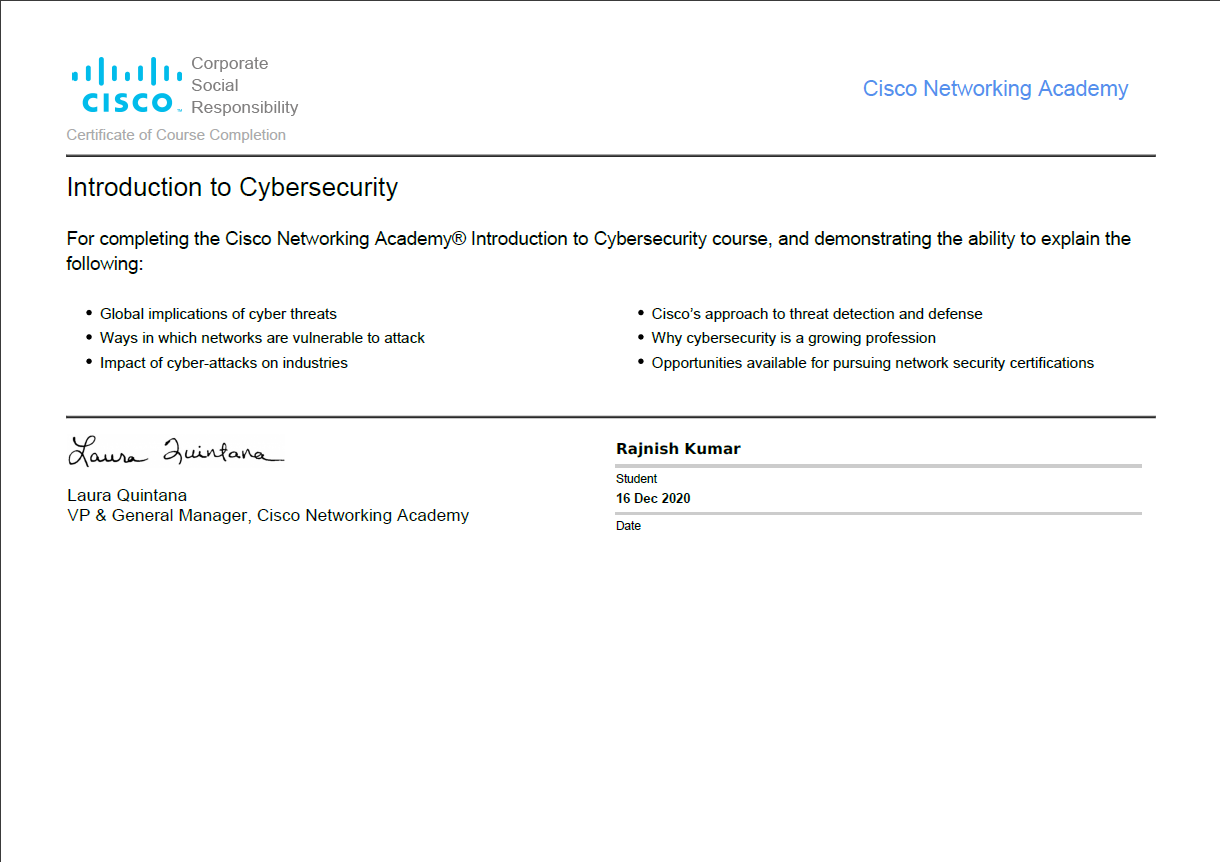 Corporate
Social
Responsibility
CISCO™
Cisco Networking Academy
Certificate of Course Completion
Introduction to Cybersecurity
For completing the Cisco Networking Academy® Introduction to Cybersecurity course, and demonstrating the ability to explain the
following:
• Global implications of cyber threats
• Ways in which networks are vulnerable to attack
• Impact of cyber-attacks on industries
• Cisco’s approach to threat detection and defense
• Why cybersecurity is a growing profession
• Opportunities available for pursuing network security certifications
Laura Quintana
Laura Quintana
VP & General Manager, Cisco Networking Academy
Rajnish Kumar
Student
16 Dec 2020
Date